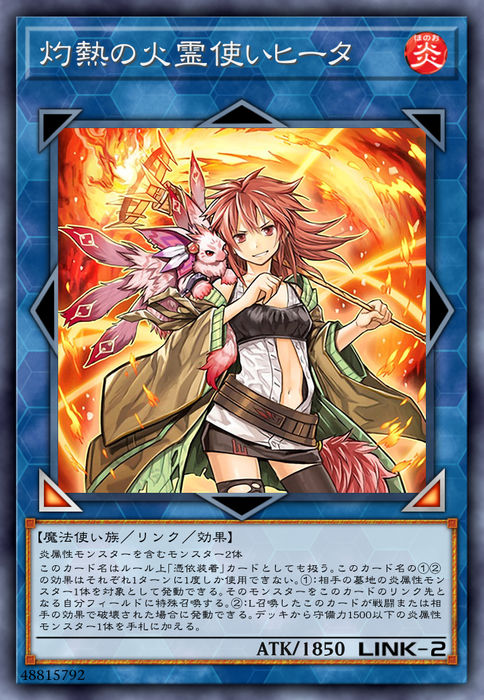 灼熱の火霊使いヒータ
ほのお
炎
【魔法使い族／リンク／効果】
炎属性モンスターを含むモンスター2体
このカード名はルール上「憑依装着」カードとしても扱う。このカード名の①②
の効果はそれぞれ1ターンに1度しか使用できない。①：相手の墓地の炎属性モン
スター1体を対象として発動できる。そのモンスターをこのカードのリンク先と
なる自分フィールドに特殊召喚する。②：L召喚したこのカードが戦闘または相
手の効果で破壊された場合に発動できる。デッキから守備力1500以下の炎属性
モンスター1体を手札に加える。
ATK/1850 LINK-2
48815792